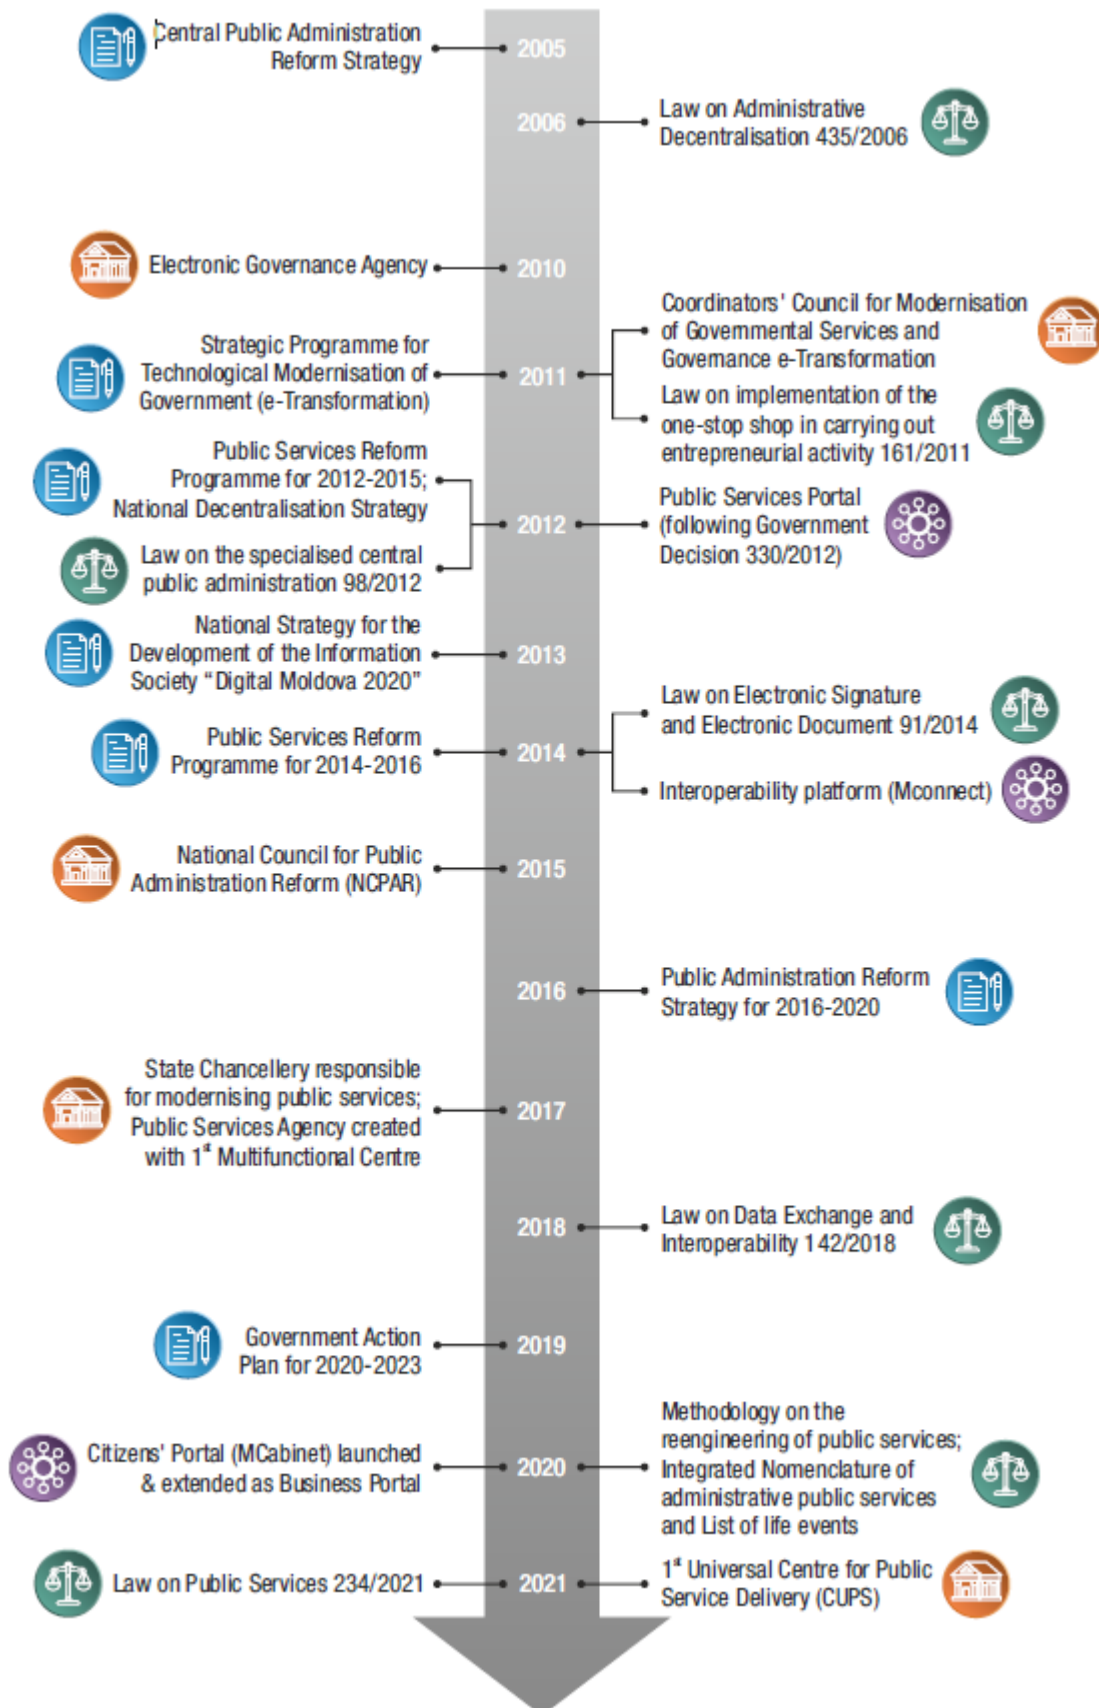 Central Public Administration
Reform Strategy
2005
2006
Law on Administrative
Decentralisation 435/2006
Electronic Governance Agency
2010
Strategic Programme for
Technological Modernisation of
Government (e-Transformation)
2011
Coordinators' Council for Modernisation
of Governmental Services and
Governance e-Transformation
Law on implementation of the
one-stop shop in carrying out
entrepreneurial activity 161/2011
Public Services Reform
Programme for 2012-2015;
National Decentralisation Strategy
Law on the specialised central
public administration 98/2012
2012
Public Services Portal
(following Government
Decision 330/2012)
National Strategy for the
Development of the Information
Society “Digital Moldova 2020”
2013
Public Services Reform
Programme for 2014-2016
2014
Law on Electronic Signature
and Electronic Document 91/2014
Interoperability platform (Mconnect)
National Council for Public
Administration Reform (NCPAR)
2015
2016
Public Administration Reform
Strategy for 2016-2020
State Chancellery responsible
for modernising public services;
Public Services Agency created
with 1st Multifunctional Centre
2017
2018
Law on Data Exchange and
Interoperability 142/2018
Government Action
Plan for 2020-2023
2019
Citizens' Portal (MCabinet) launched
& extended as Business Portal
2020
Methodology on the
reengineering of public services;
Integrated Nomenclature of
administrative public services
and List of life events
Law on Public Services 234/2021
2021
1st Universal Centre for Public
Service Delivery (CUPS)